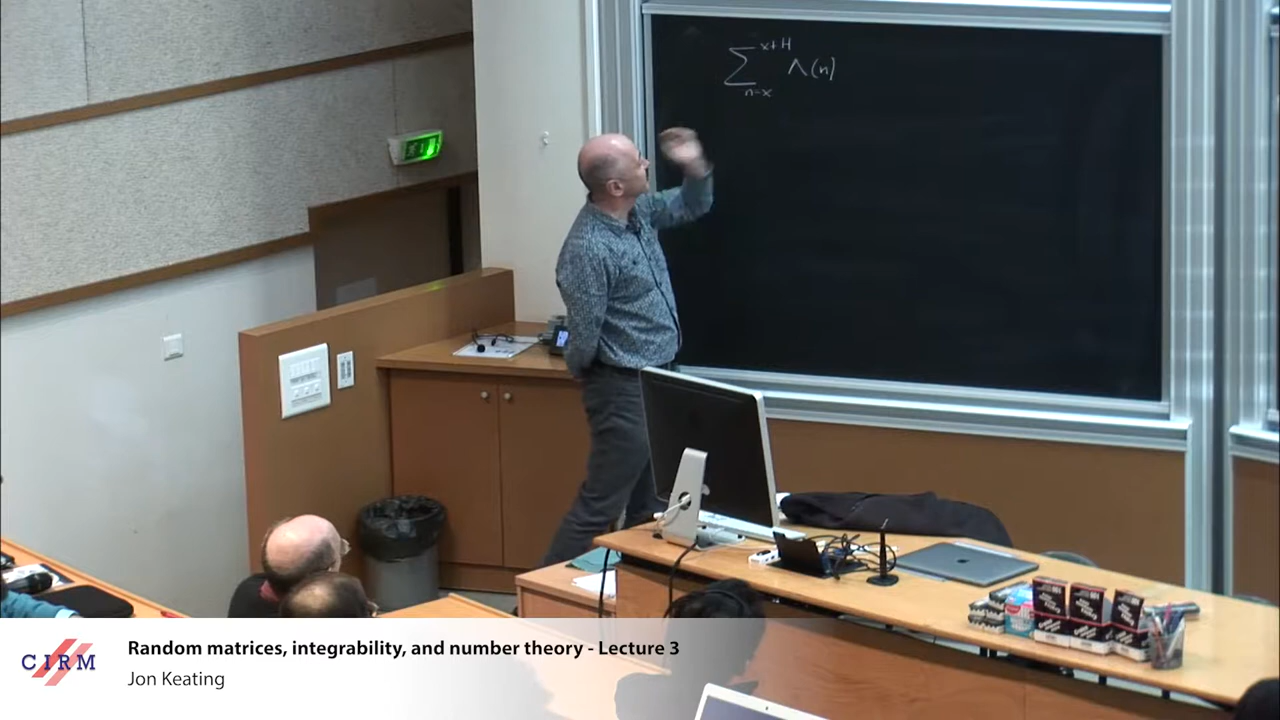 x+H
∑ Λ(n)
n=x
CIRM
Random matrices, integrability, and number theory - Lecture 3
Jon Keating